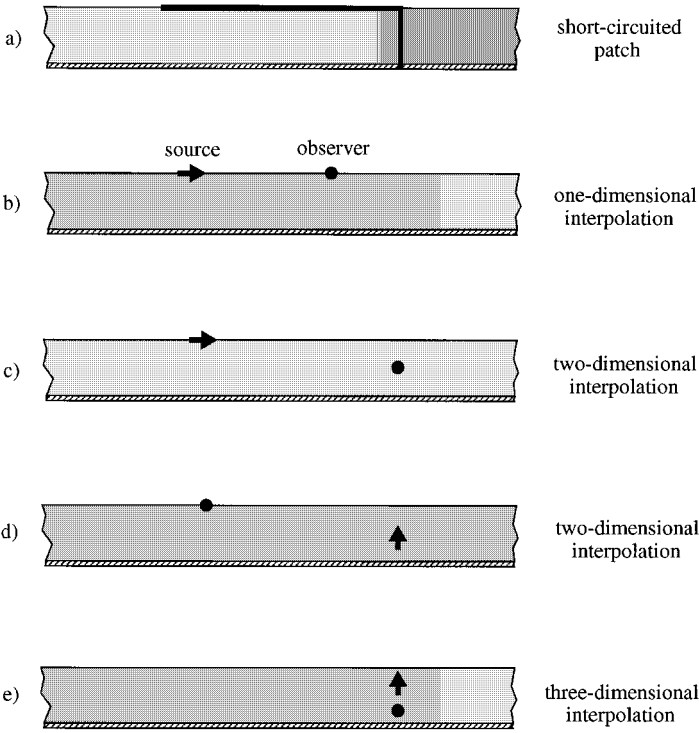 a)
short-circuited
patch
source
observer
b)
one-dimensional
interpolation
c)
two-dimensional
interpolation
d)
two-dimensional
interpolation
e)
three-dimensional
interpolation